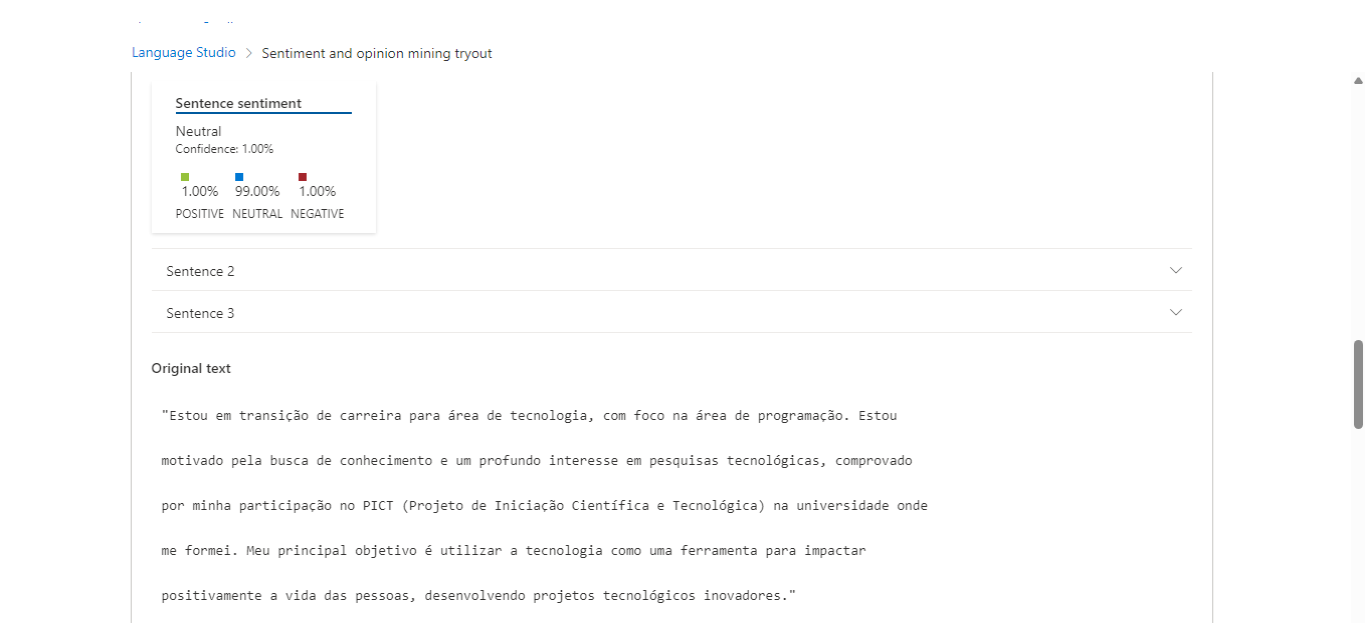 Language Studio > Sentiment and opinion mining tryout
Sentence sentiment
Neutral
Confidence: 1.00%
1.00% 99.00% 1.00%
POSITIVE NEUTRAL NEGATIVE
Sentence 2
Sentence 3
Original text
"Estou em transição de carreira para área de tecnologia, com foco na área de programação. Estou
motivado pela busca de conhecimento e um profundo interesse em pesquisas tecnológicas, comprovado
por minha participação no PICT (Projeto de Iniciação Científica e Tecnológica) na universidade onde
me formei. Meu principal objetivo é utilizar a tecnologia como uma ferramenta para impactar
positivamente a vida das pessoas, desenvolvendo projetos tecnológicos inovadores."